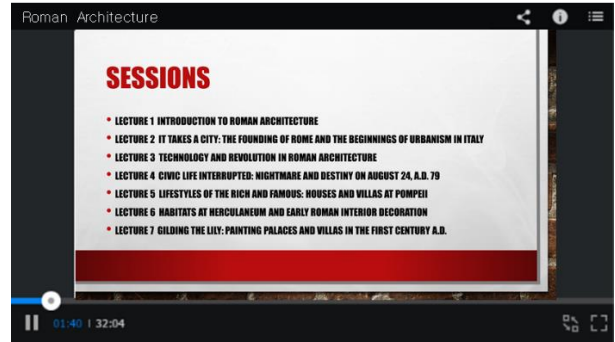 Roman Architecture
SESSIONS
• LECTURE 1 INTRODUCTION TO ROMAN ARCHITECTURE
• LECTURE 2 IT TAKES A CITY: THE FOUNDING OF ROME AND THE BEGINNINGS OF URBANISM IN ITALY
• LECTURE 3 TECHNOLOGY AND REVOLUTION IN ROMAN ARCHITECTURE
• LECTURE 4 CIVIC LIFE INTERRUPTED: NIGHTMARE AND DESTINY ON AUGUST 24, A.D. 79
• LECTURE 5 LIFESTYLES OF THE RICH AND FAMOUS: HOUSES AND VILLAS AT POMPEII
• LECTURE 6 HABITATS AT HERCULANEUM AND EARLY ROMAN INTERIOR DECORATION
• LECTURE 7 GILDING THE LILY: PAINTING PALACES AND VILLAS IN THE FIRST CENTURY A.D.
01:40 | 32:04